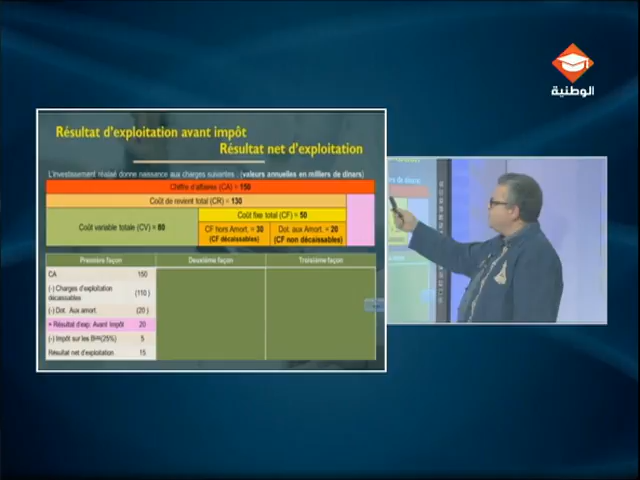 الوطنية
Résultat d'exploitation avant impôt
Résultat net d'exploitation
L'investissement réalisé donne naissance aux charges suivantes : (valeurs annuelles en milliers de dinars)
Chiffre d'affaires (CA) = 150
Coût de revient total (CR) = 130
Coût variable totale (CV) = 80
Coût fixe total (CF) = 50
CF Hors Amort. = 30
(CF décaissables)
Dot. aux Amort. = 20
(CF non décaissables)
Première façon Deuxième façon Troisième façon
CA 150
(-) Charges d'exploitation
décaissables (110)
(-) Dot. Aux amort. (20)
= Résultat d'exp. Avant Impôt 20
(-) Impôt sur les Bces(25%) 5
Résultat net d'exploitation 15